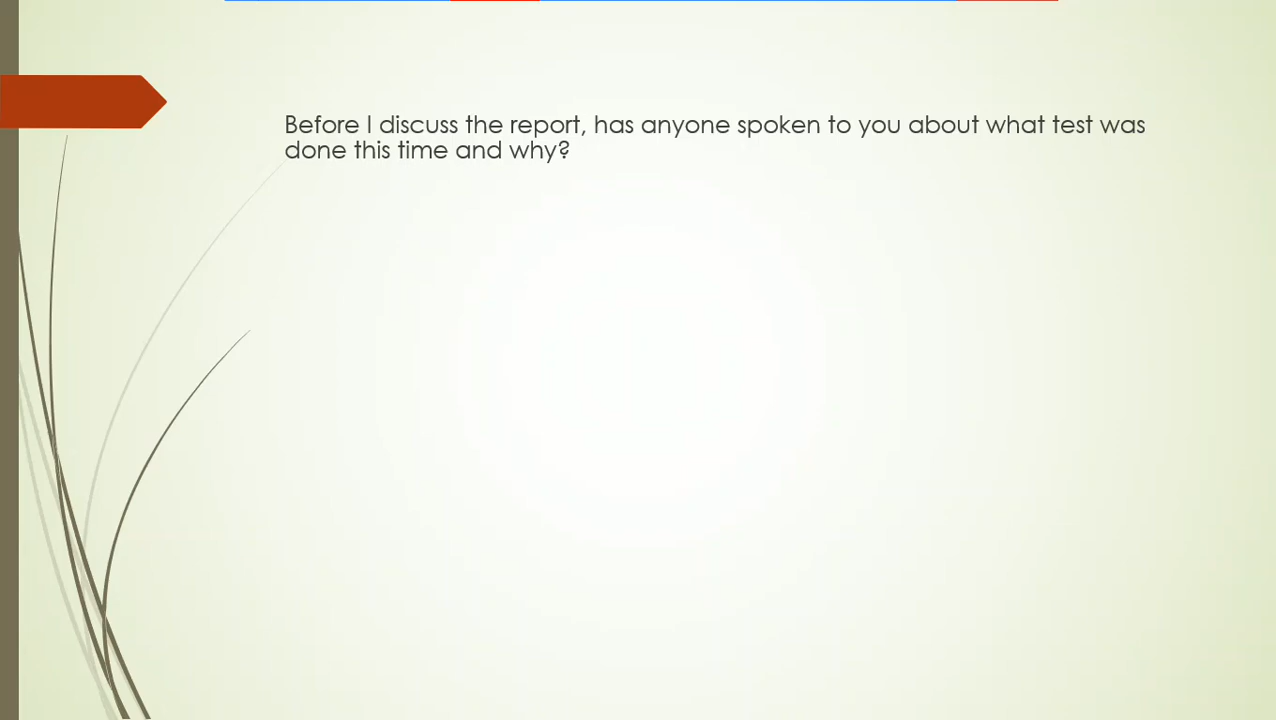 Before I discuss the report, has anyone spoken to you about what test was
done this time and why?